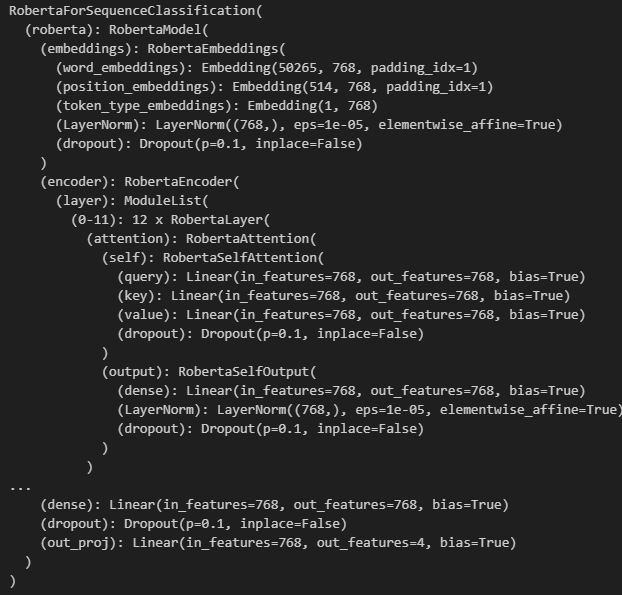 RobertaForSequenceClassification(
  (roberta): RobertaModel(
    (embeddings): RobertaEmbeddings(
      (word_embeddings): Embedding(50265, 768, padding_idx=1)
      (position_embeddings): Embedding(514, 768, padding_idx=1)
      (token_type_embeddings): Embedding(1, 768)
      (LayerNorm): LayerNorm((768,), eps=1e-05, elementwise_affine=True)
      (dropout): Dropout(p=0.1, inplace=False)
    )
    (encoder): RobertaEncoder(
      (layer): ModuleList(
        (0-11): 12 x RobertaLayer(
          (attention): RobertaAttention(
            (self): RobertaSelfAttention(
              (query): Linear(in_features=768, out_features=768, bias=True)
              (key): Linear(in_features=768, out_features=768, bias=True)
              (value): Linear(in_features=768, out_features=768, bias=True)
              (dropout): Dropout(p=0.1, inplace=False)
            )
            (output): RobertaSelfOutput(
              (dense): Linear(in_features=768, out_features=768, bias=True)
              (LayerNorm): LayerNorm((768,), eps=1e-05, elementwise_affine=True)
              (dropout): Dropout(p=0.1, inplace=False)
            )
          )
...
    (dense): Linear(in_features=768, out_features=768, bias=True)
    (dropout): Dropout(p=0.1, inplace=False)
    (out_proj): Linear(in_features=768, out_features=4, bias=True)
  )
)